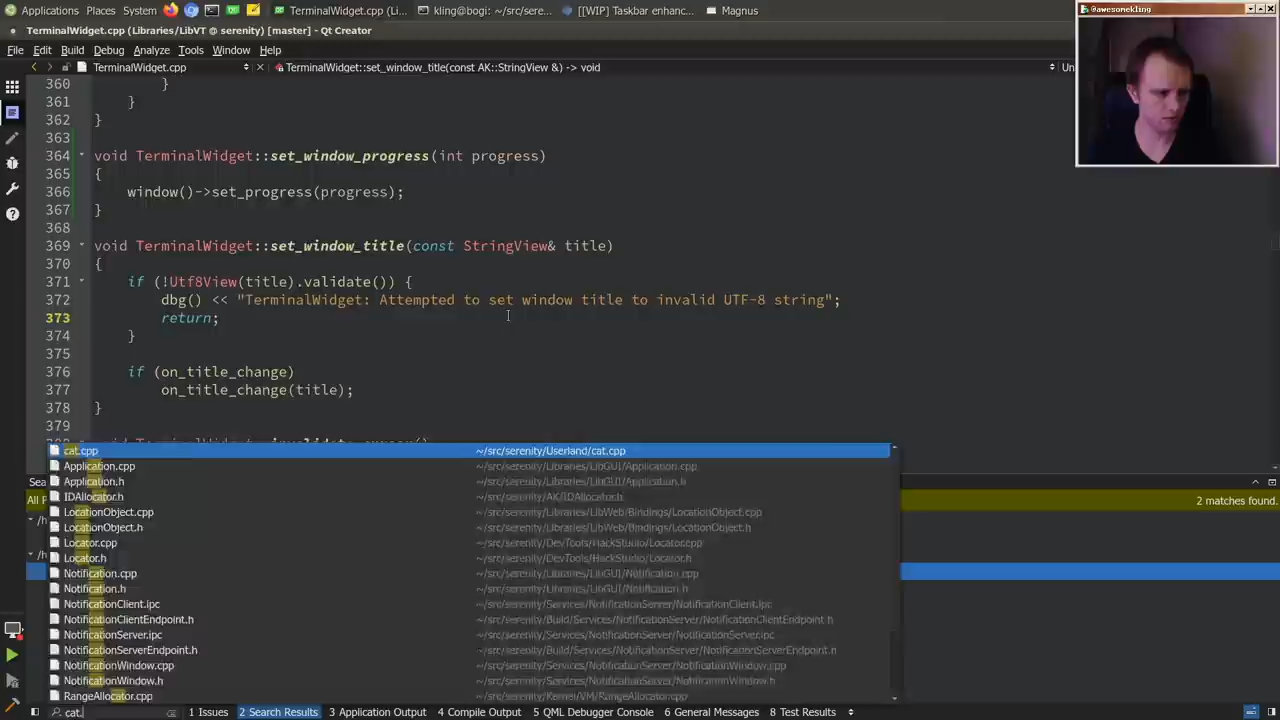 Applications Places System TerminalWidget.cpp (Li... kling@bogi: ~/src/sere... [[WIP] Taskbar enhanc... Magnus
@awesomekling
TerminalWidget.cpp (Libraries/LibVT @ serenity) [master] - Qt Creator
File Edit Build Debug Analyze Tools Window Help
TerminalWidget.cpp TerminalWidget::set_window_title(const AK::StringView &) -> void
360 }
361 }
362 }
363
364 void TerminalWidget::set_window_progress(int progress)
365 {
366 window()->set_progress(progress);
367 }
368
369 void TerminalWidget::set_window_title(const StringView& title)
370 {
371 if (!Utf8View(title).validate()) {
372 dbg() << "TerminalWidget: Attempted to set window title to invalid UTF-8 string";
373 return;
374 }
375
376 if (on_title_change)
377 on_title_change(title);
378 }
379
cat.cpp ~/src/serenity/Userland/cat.cpp
Application.cpp ~/src/serenity/Libraries/LibGUI/Application.cpp
Application.h ~/src/serenity/Libraries/LibGUI/Application.h
IDAllocator.h ~/src/serenity/AK/IDAllocator.h
LocationObject.cpp ~/src/serenity/Libraries/LibWeb/Bindings/LocationObject.cpp
LocationObject.h ~/src/serenity/Libraries/LibWeb/Bindings/LocationObject.h
Locator.cpp ~/src/serenity/DevTools/HackStudio/Locator.cpp
Locator.h ~/src/serenity/DevTools/HackStudio/Locator.h
Notification.cpp ~/src/serenity/Libraries/LibGUI/Notification.cpp
Notification.h ~/src/serenity/Libraries/LibGUI/Notification.h
NotificationClient.ipc ~/src/serenity/Services/NotificationServer/NotificationClient.ipc
NotificationClientEndpoint.h ~/src/serenity/Build/Services/NotificationServer/NotificationClientEndpoint.h
NotificationServer.ipc ~/src/serenity/Services/NotificationServer/NotificationServer.ipc
NotificationServerEndpoint.h ~/src/serenity/Build/Services/NotificationServer/NotificationServerEndpoint.h
NotificationWindow.cpp ~/src/serenity/Services/NotificationServer/NotificationWindow.cpp
NotificationWindow.h ~/src/serenity/Services/NotificationServer/NotificationWindow.h
RangeAllocator.cpp ~/src/serenity/Kernel/VM/RangeAllocator.cpp
2 matches found.
cat. 1 Issues 2 Search Results 3 Application Output 4 Compile Output 5 QML Debugger Console 6 General Messages 8 Test Results